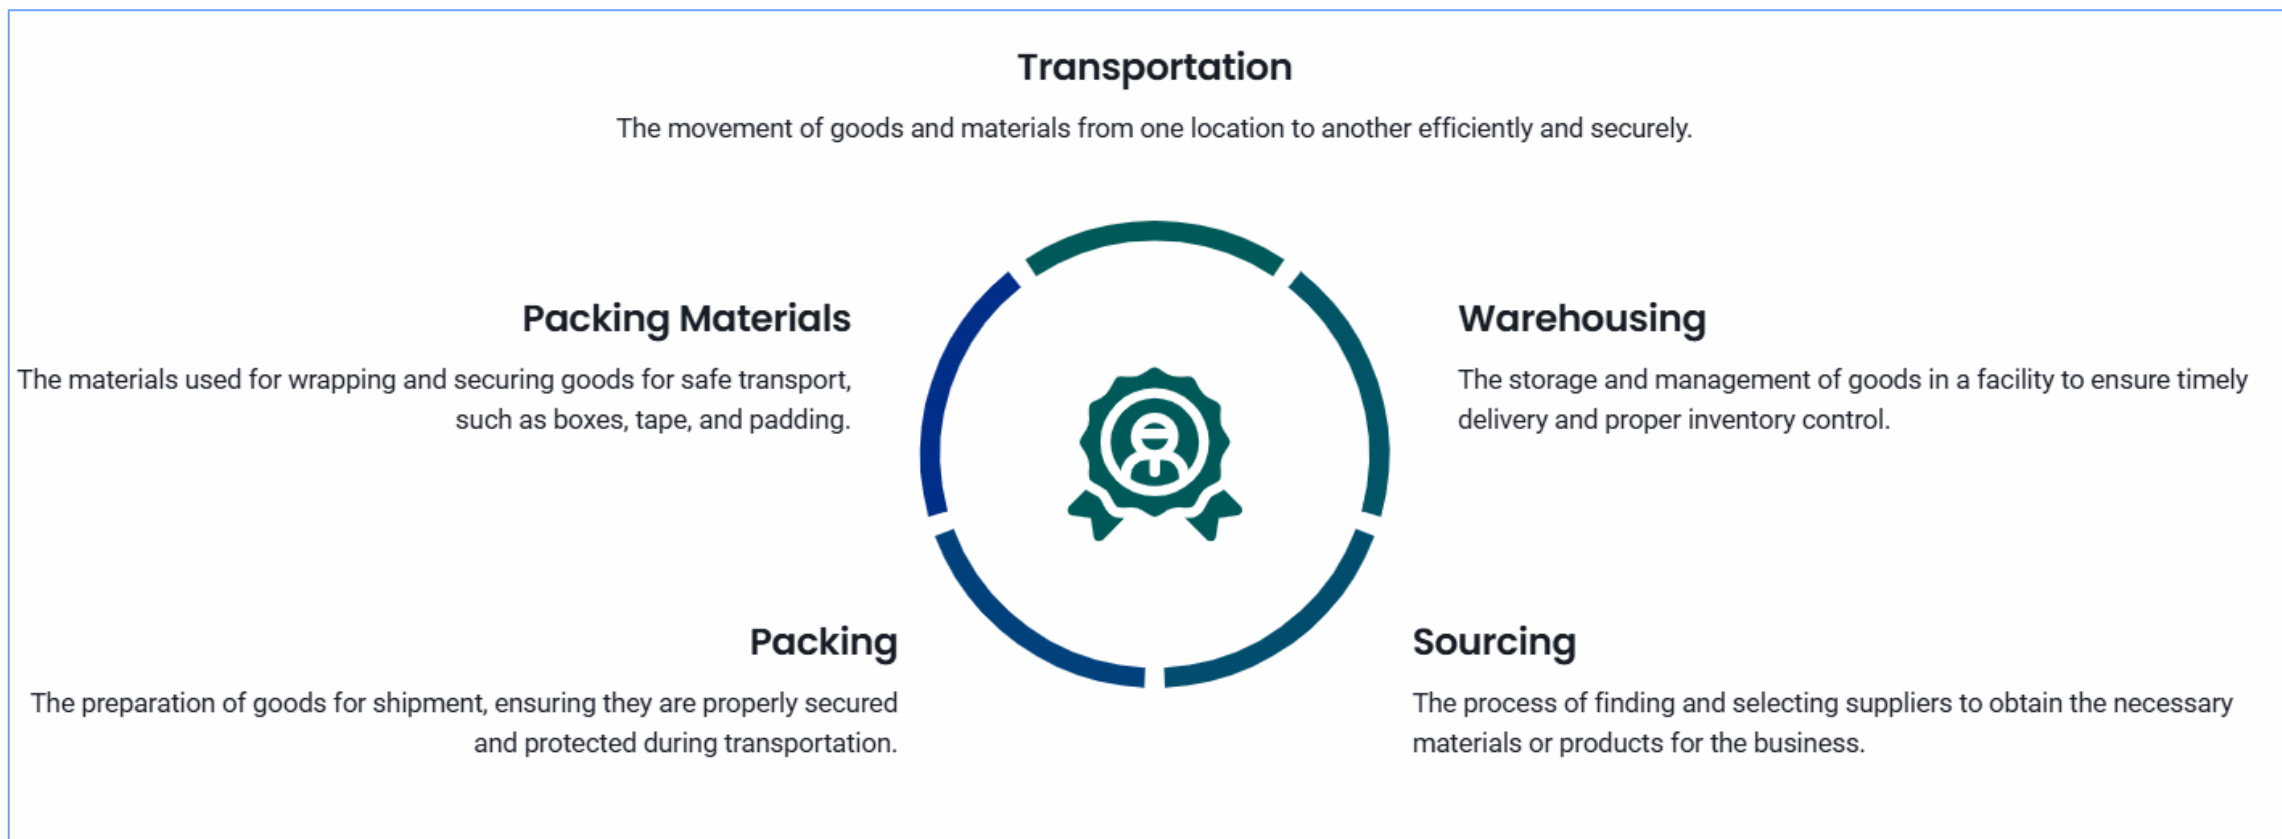 Transportation
The movement of goods and materials from one location to another efficiently and securely.
Packing Materials
The materials used for wrapping and securing goods for safe transport,
such as boxes, tape, and padding.
Warehousing
The storage and management of goods in a facility to ensure timely
delivery and proper inventory control.
Packing
The preparation of goods for shipment, ensuring they are properly secured
and protected during transportation.
Sourcing
The process of finding and selecting suppliers to obtain the necessary
materials or products for the business.